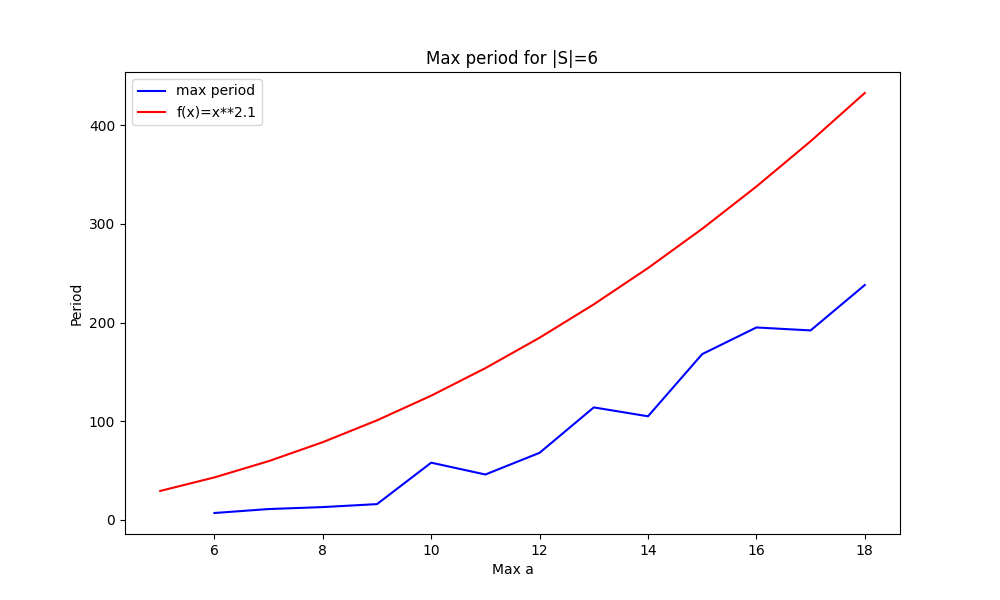 Max period for |S|=6
max period
f(x)=x**2.1
Period
400
300
200
100
0
6 8 10 12 14 16 18
Max a